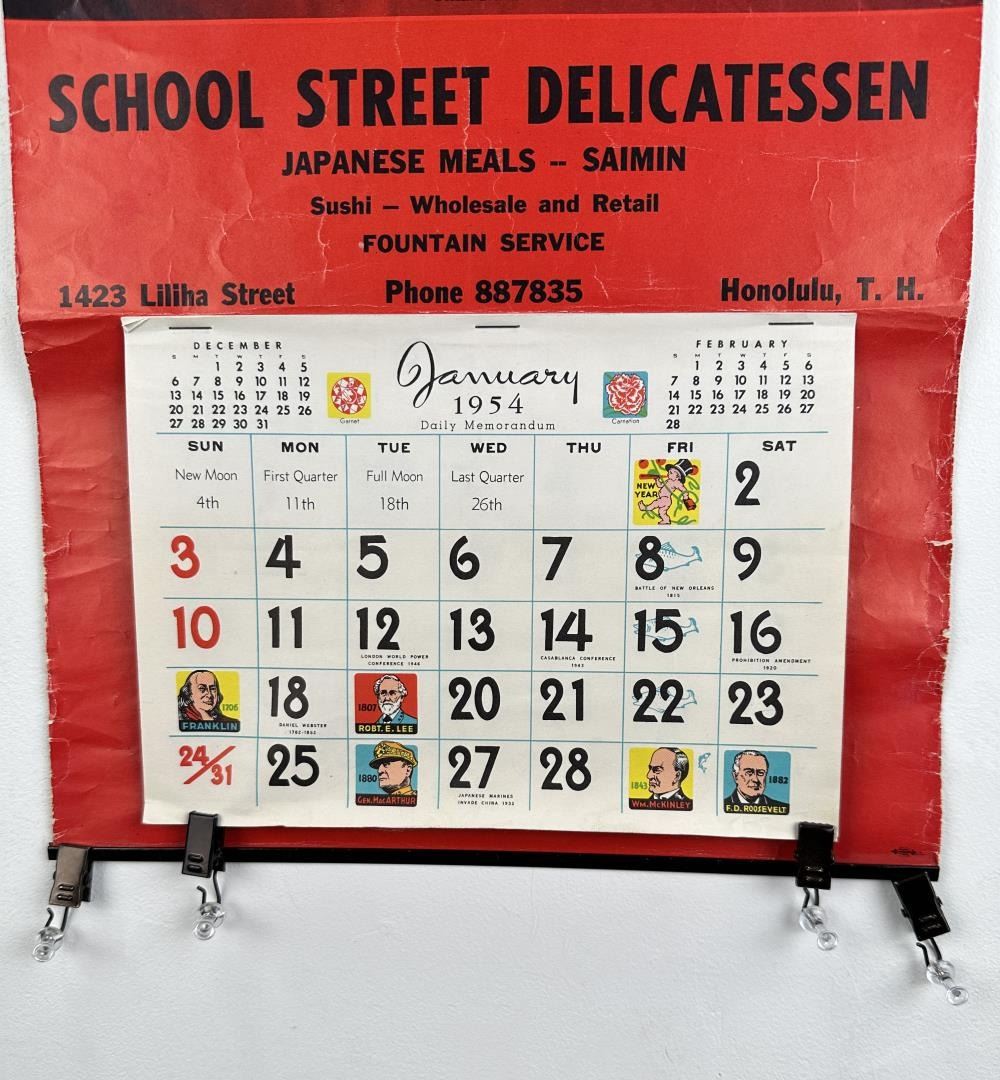 SCHOOL STREET DELICATESSEN
JAPANESE MEALS -- SAIMIN
Sushi – Wholesale and Retail
FOUNTAIN SERVICE
1423 Liliha Street Phone 887835 Honolulu, T. H.
DECEMBER
S M T W T F S
1 2 3 4 5
6 7 8 9 10 11 12
13 14 15 16 17 18 19
20 21 22 23 24 25 26
27 28 29 30 31
Garnet
January
1954
Daily Memorandum
Carnation
FEBRUARY
S M T W T F S
1 2 3 4 5 6
7 8 9 10 11 12 13
14 15 16 17 18 19 20
21 22 23 24 25 26 27
28
SUN MON TUE WED THU FRI SAT
New Moon First Quarter Full Moon Last Quarter
4th 11th 18th 26th
NEW
YEAR
2
3 4 5 6 7 8 9
BATTLE OF NEW ORLEANS
1815
10 11 12 13 14 15 16
LONDON WORLD POWER
CONFERENCE 1946
CASABLANCA CONFERENCE
1943
PROHIBITION AMENDMENT
1920
1706
FRANKLIN
18
DANIEL WEBSTER
1782-1852
1807
ROBT. E. LEE
20 21 22 23
24/31 25
1880
GEN. MACARTHUR
27
JAPANESE MARINES
INVADE CHINA 1932
28
1843
WM. McKINLEY
1882
F.D. ROOSEVELT